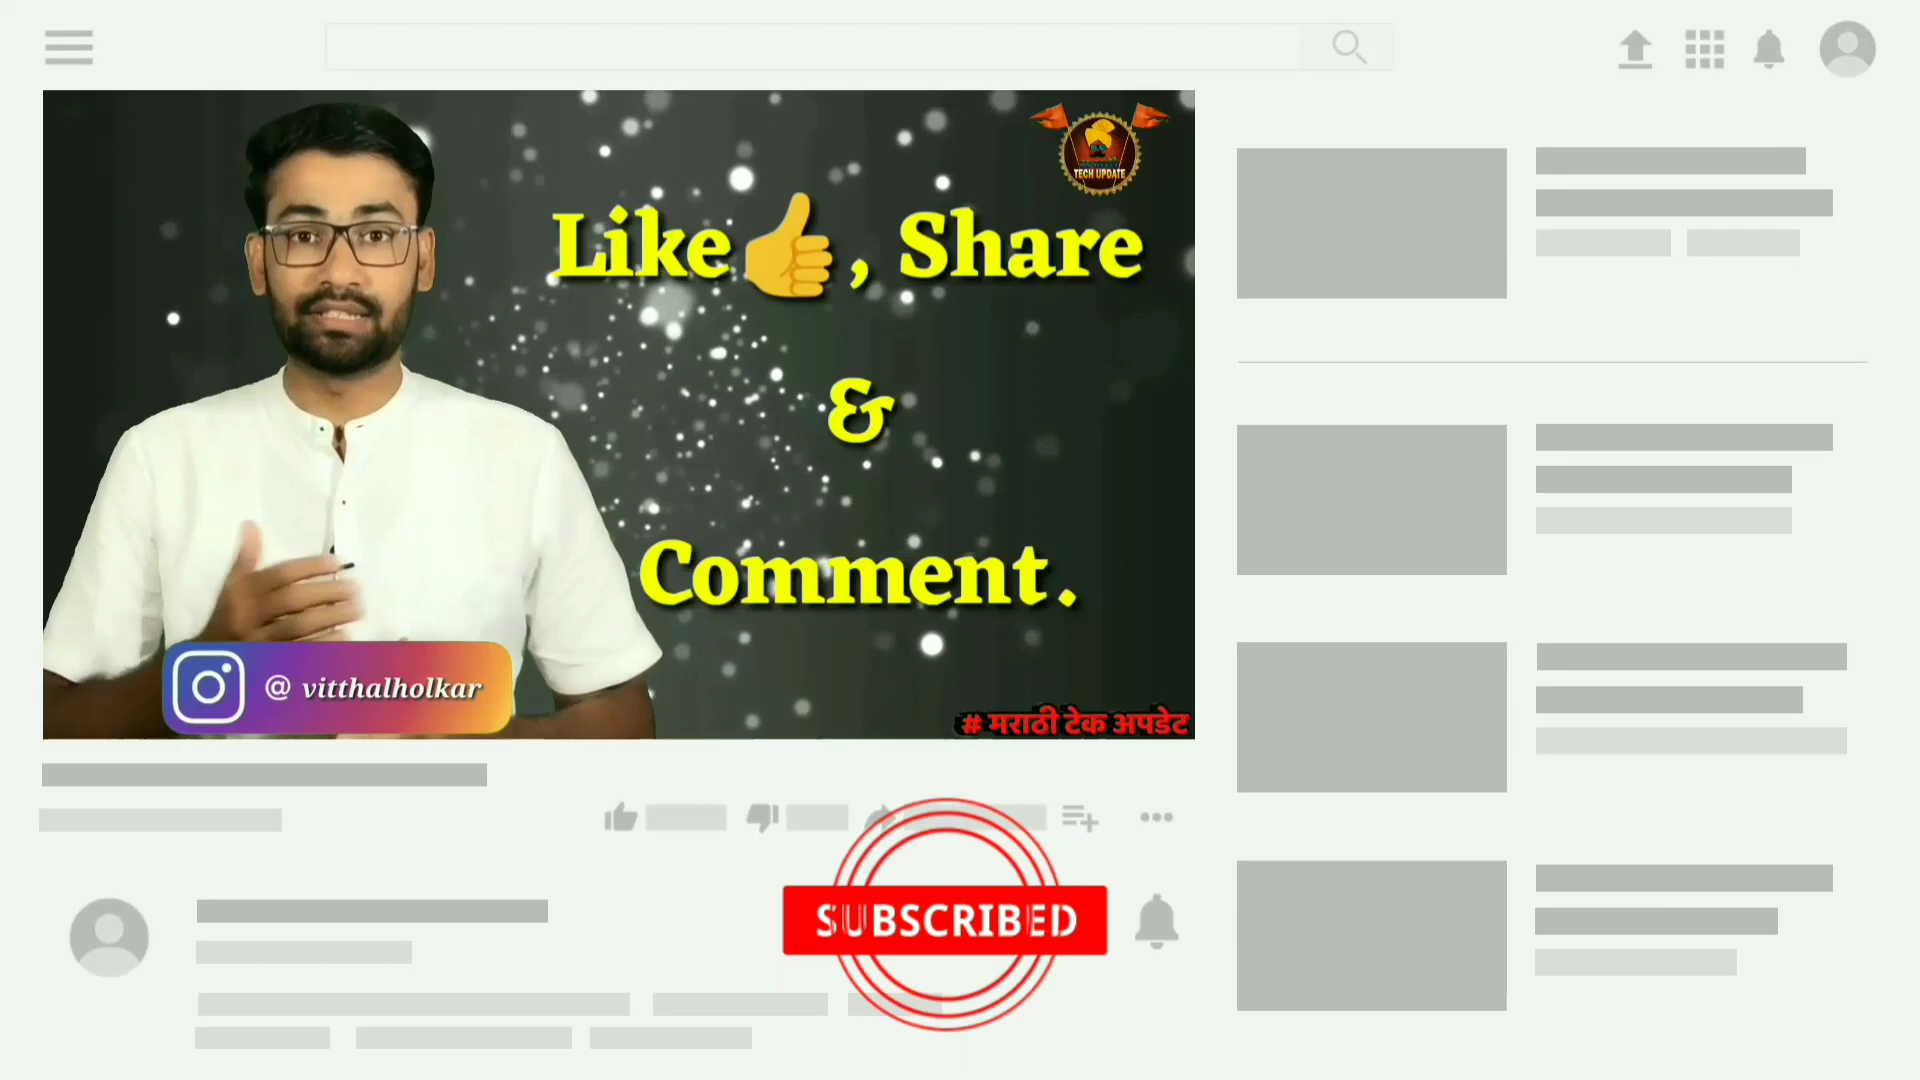 TECH UPDATE
Like👍, Share
&
Comment.
@ vitthalholkar
# मराठी टेक अपडेट
SUBSCRIBED